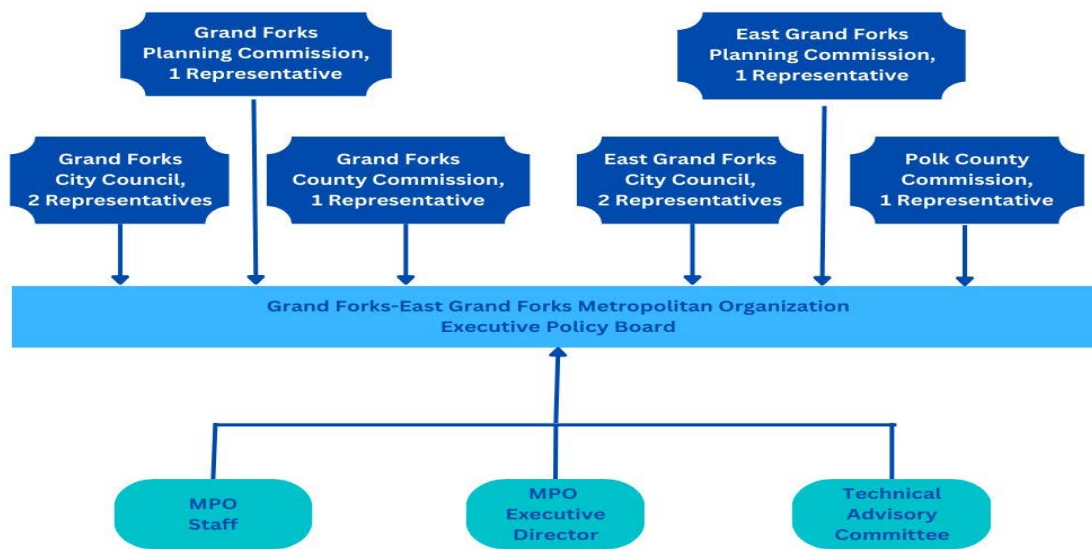 Grand Forks
Planning Commission,
1 Representative
East Grand Forks
Planning Commission,
1 Representative
Grand Forks
City Council,
2 Representatives
Grand Forks
County Commission,
1 Representative
East Grand Forks
City Council,
2 Representatives
Polk County
Commission,
1 Representative
Grand Forks-East Grand Forks Metropolitan Organization
Executive Policy Board
MPO
Staff
MPO
Executive
Director
Technical
Advisory
Committee